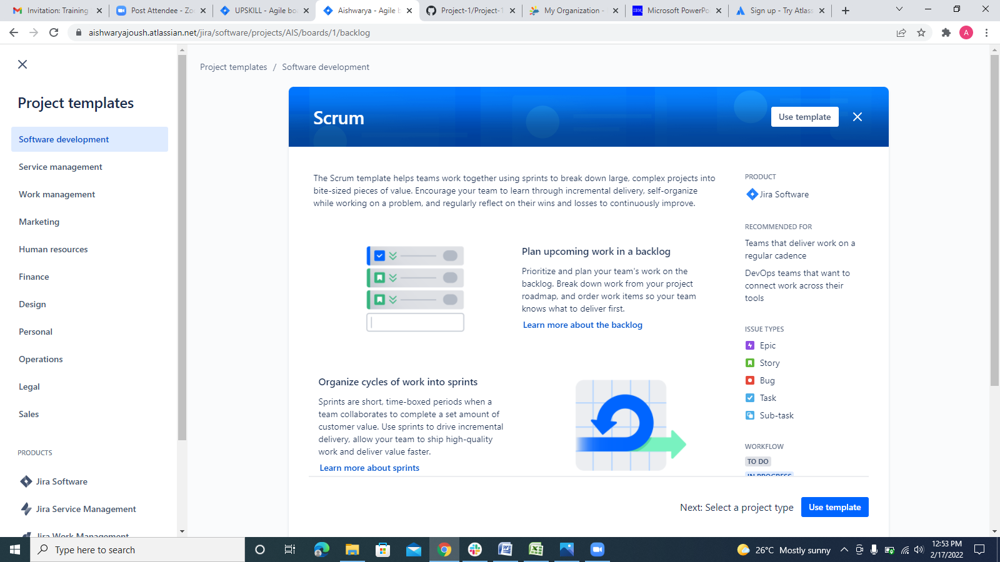 Invitation: Training
Post Attendee - Zo
UPSKILL - Agile bo
Aishwarya - Agile b
Project-1/Project-1
My Organization -
Microsoft PowerPo
Sign up - Try Atlass
aishwaryajoush.atlassian.net/jira/software/projects/AIS/boards/1/backlog
A
Project templates
Software development
Service management
Work management
Marketing
Human resources
Finance
Design
Personal
Operations
Legal
Sales
PRODUCTS
Jira Software
Jira Service Management
Jira Work Management
Project templates / Software development
Scrum
Use template
The Scrum template helps teams work together using sprints to break down large, complex projects into
bite-sized pieces of value. Encourage your team to learn through incremental delivery, self-organize
while working on a problem, and regularly reflect on their wins and losses to continuously improve.
Plan upcoming work in a backlog
Prioritize and plan your team's work on the
backlog. Break down work from your project
roadmap, and order work items so your team
knows what to deliver first.
Learn more about the backlog
Organize cycles of work into sprints
Sprints are short, time-boxed periods when a
team collaborates to complete a set amount of
customer value. Use sprints to drive incremental
delivery, allow your team to ship high-quality
work and deliver value faster.
Learn more about sprints
PRODUCT
Jira Software
RECOMMENDED FOR
Teams that deliver work on a
regular cadence
DevOps teams that want to
connect work across their
tools
ISSUE TYPES
Epic
Story
Bug
Task
Sub-task
WORKFLOW
TO DO
IN PROGRESS
Next: Select a project type
Use template
Type here to search
26°C Mostly sunny
12:53 PM
2/17/2022